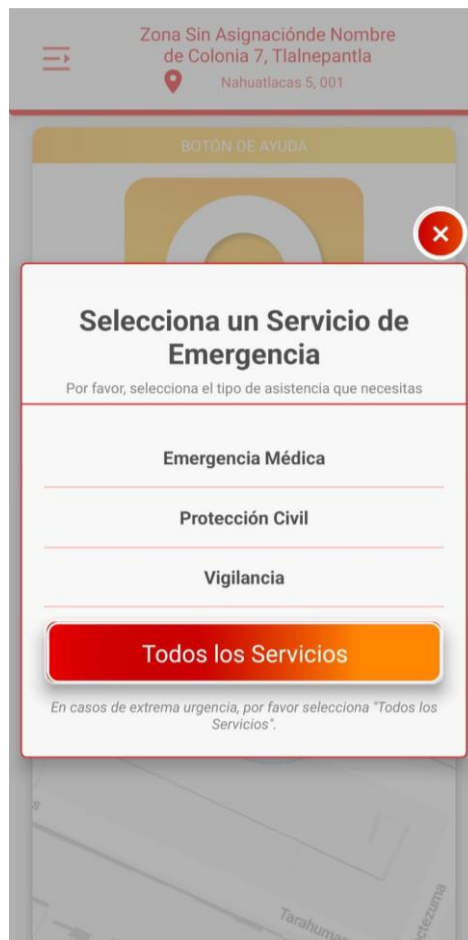 Zona Sin Asignaciónde Nombre
de Colonia 7, Tlalnepantla
Nahuatlacas 5, 001
BOTÓN DE AYUDA
Selecciona un Servicio de
Emergencia
Por favor, selecciona el tipo de asistencia que necesitas
Emergencia Médica
Protección Civil
Vigilancia
Todos los Servicios
En casos de extrema urgencia, por favor selecciona "Todos los
Servicios".